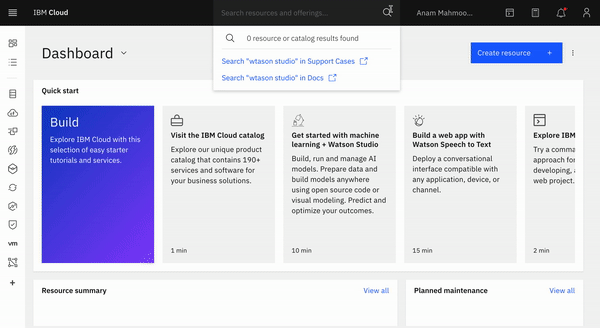 IBM Cloud
Search resources and offerings...
Anam Mahmoo...
0 resource or catalog results found
Search "wtason studio" in Support Cases
Search "wtason studio" in Docs
Dashboard
Create resource +
Quick start
Build
Explore IBM Cloud with this
selection of easy starter
tutorials and services.
Visit the IBM Cloud catalog
Explore our unique product
catalog that contains 190+
services and software for
your business solutions.
1 min
Get started with machine
learning + Watson Studio
Build, run and manage AI
models. Prepare data and
build models anywhere
using open source code or
visual modeling. Predict and
optimize your outcomes.
10 min
Build a web app with
Watson Speech to Text
Deploy a conversational
interface compatible with
any application, device, or
channel.
15 min
Explore IBM
Try a comma
approach for
developing a
web project.
2 min
vm
Resource summary
View all
Planned maintenance
View all